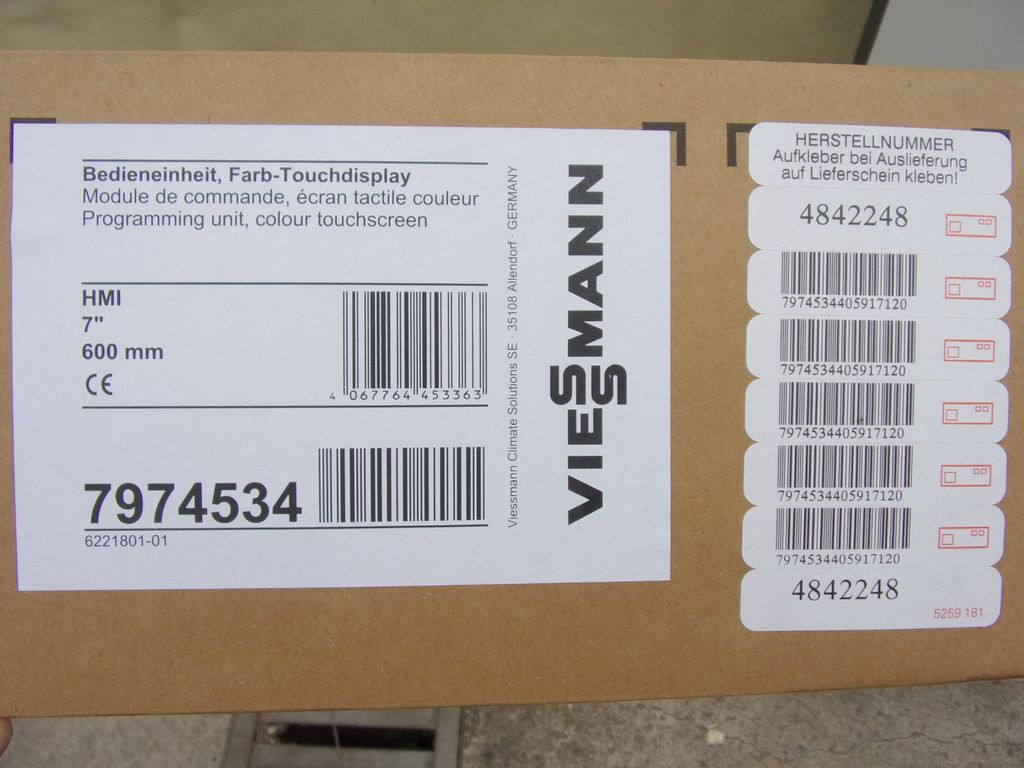 Bedieneinheit, Farb-Touchdisplay
Module de commande, écran tactile couleur
Programming unit, colour touchscreen
HMI
7"
600 mm
CE
4 067764 453363
7974534
6221801-01
Viessmann Climate Solutions SE · 35108 Allendorf · GERMANY
VIESSMANN
HERSTELLNUMMER
Aufkleber bei Auslieferung
auf Lieferschein kleben!
4842248
7974534405917120
7974534405917120
7974534405917120
7974534405917120
7974534405917120
4842248
5259 181